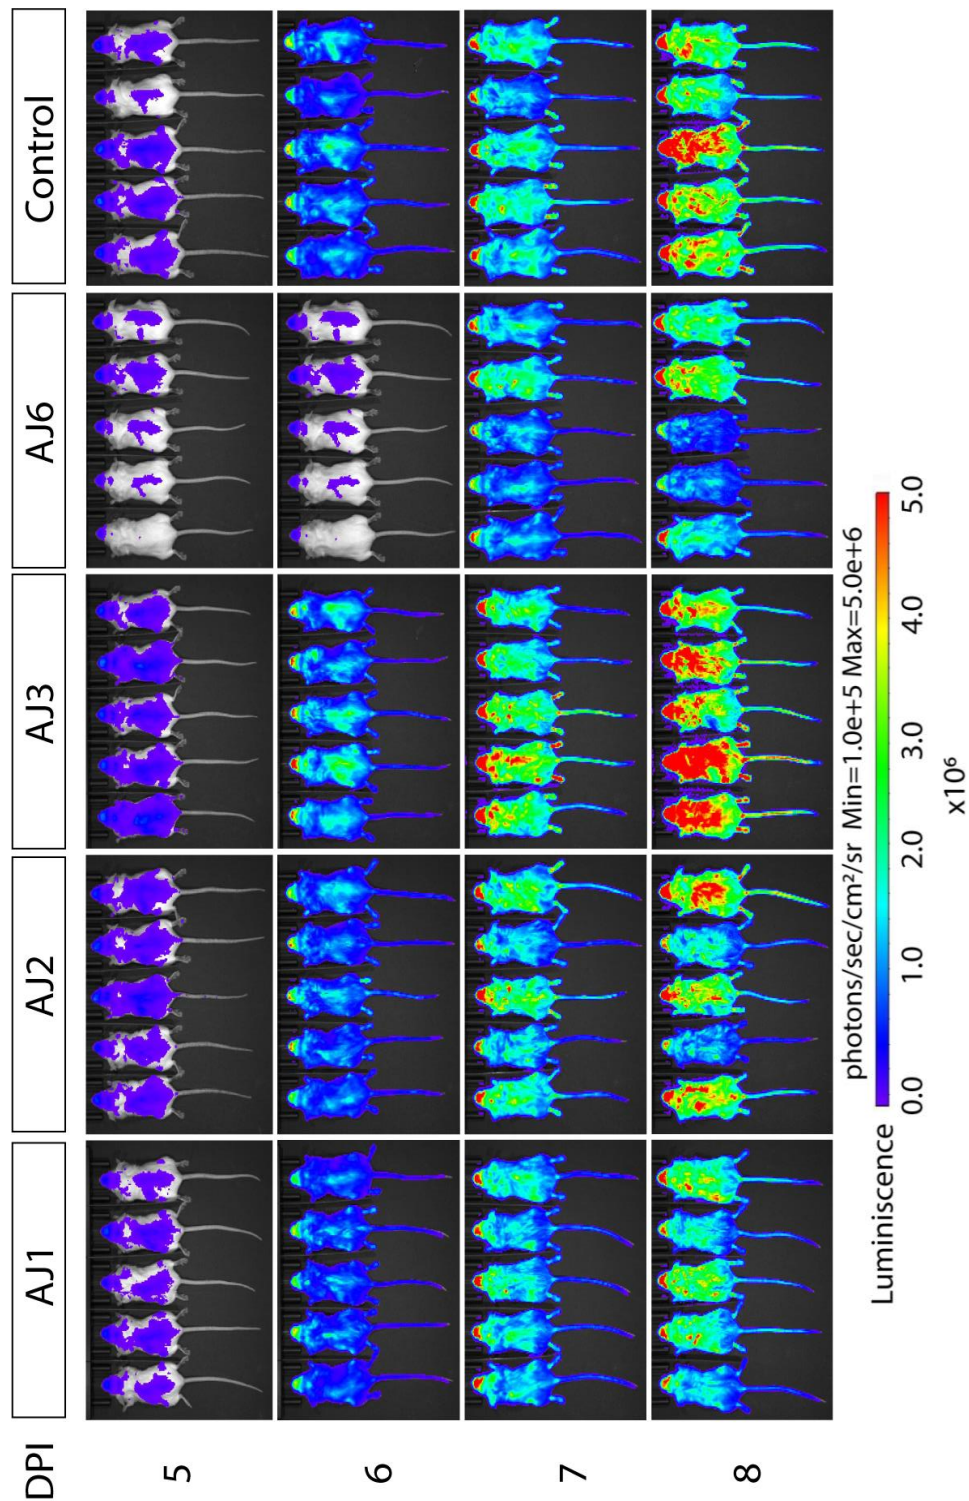 DPI AJ1 AJ2 AJ3 AJ6 Control
5
6
7
8
photons/sec/cm²/sr Min=1.0e+5 Max=5.0e+6
Luminiscence
0.0 1.0 2.0 3.0 4.0 5.0
x10⁶